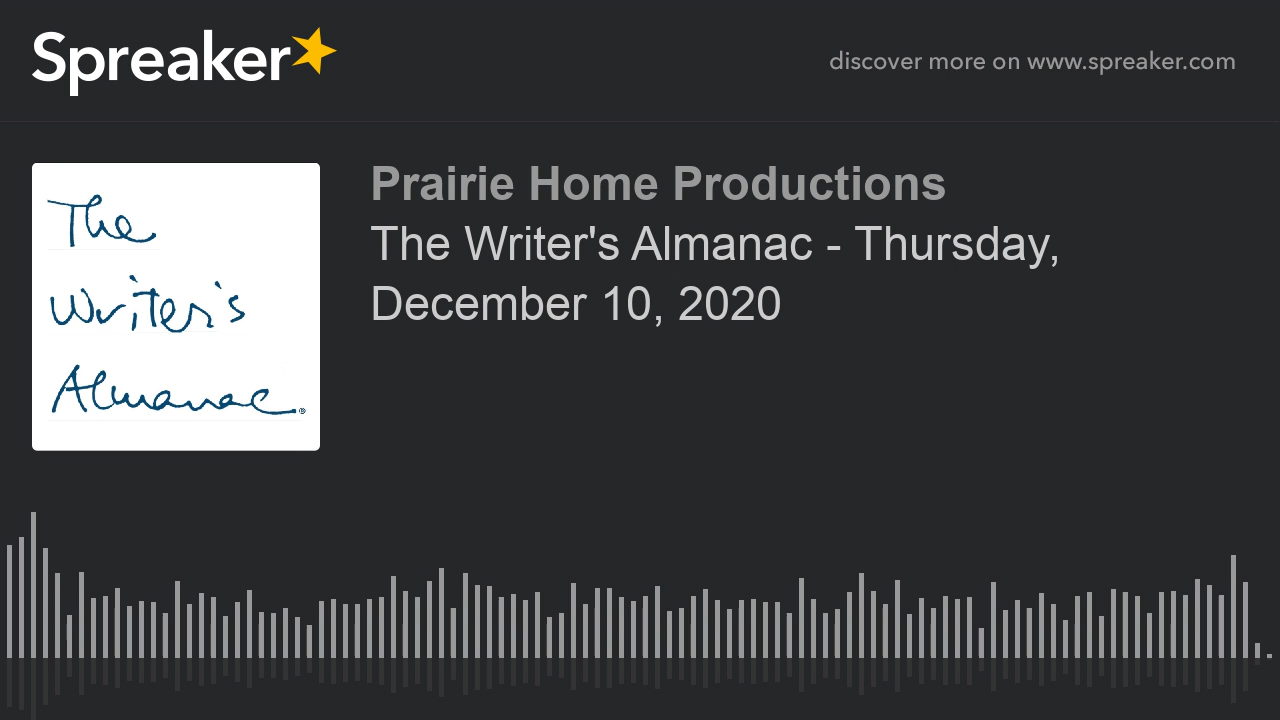 Spreaker
discover more on www.spreaker.com
The
Writer's
Almanac.®
Prairie Home Productions
The Writer's Almanac - Thursday,
December 10, 2020